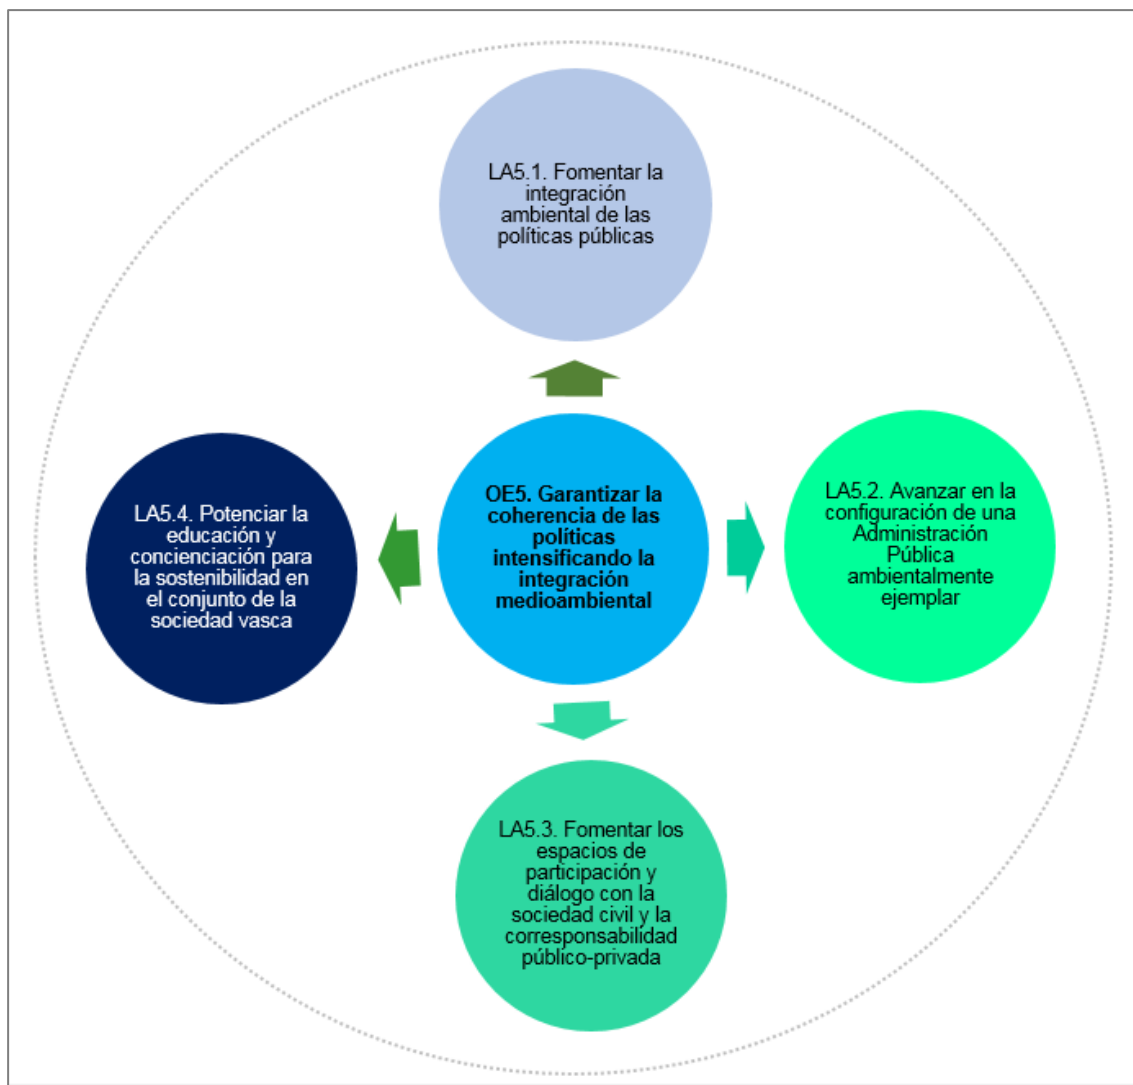 LA5.1. Fomentar la
integración
ambiental de las
políticas públicas
OE5. Garantizar la
coherencia de las
políticas
intensificando la
integración
medioambiental
LA5.2. Avanzar en la
configuración de una
Administración
Pública
ambientalmente
ejemplar
LA5.3. Fomentar los
espacios de
participación y
diálogo con la
sociedad civil y la
corresponsabilidad
público-privada
LA5.4. Potenciar la
educación y
concienciación para
la sostenibilidad en
el conjunto de la
sociedad vasca